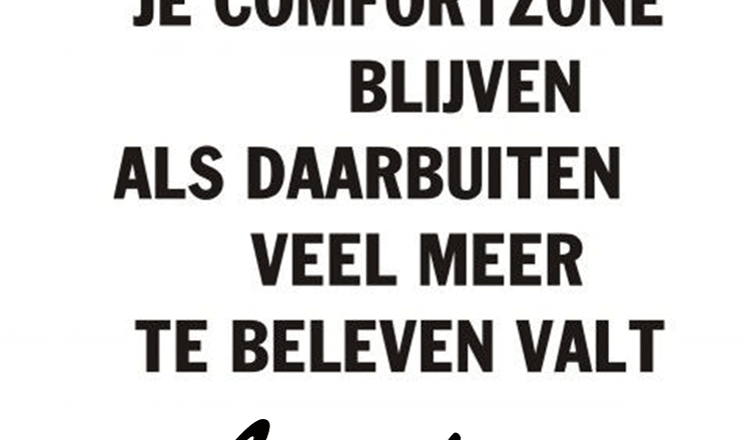 JE COMFORTZONE
BLIJVEN
ALS DAARBUITEN
VEEL MEER
TE BELEVEN VALT